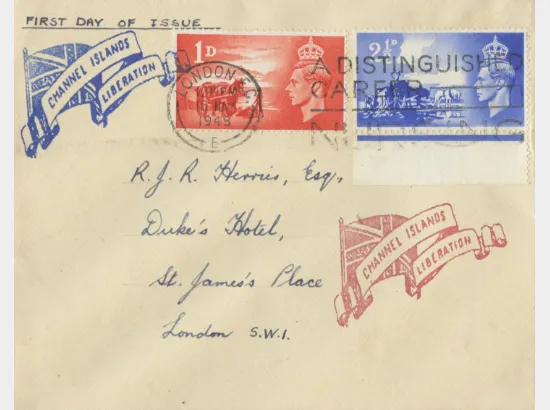 FIRST DAY OF ISSUE
CHANNEL ISLANDS
LIBERATION
1D
2½D
LONDON
1948
E
A DISTINGUISHED
CAREER
NURSING
R. J. R. Herries, Esq.,
Duke's Hotel,
St. James's Place
London S.W.1.
CHANNEL ISLANDS
LIBERATION